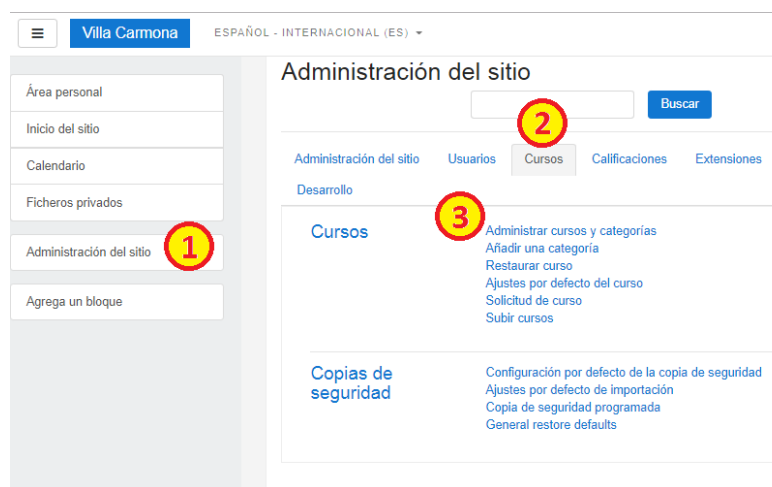 Villa Carmona
ESPAÑOL - INTERNACIONAL (ES)
Área personal
Inicio del sitio
Calendario
Ficheros privados
Administración del sitio
1
Agrega un bloque
Administración del sitio
Buscar
2
Administración del sitio Usuarios Cursos Calificaciones Extensiones
Desarrollo
3
Cursos
Administrar cursos y categorías
Añadir una categoría
Restaurar curso
Ajustes por defecto del curso
Solicitud de curso
Subir cursos
Copias de
seguridad
Configuración por defecto de la copia de seguridad
Ajustes por defecto de importación
Copia de seguridad programada
General restore defaults